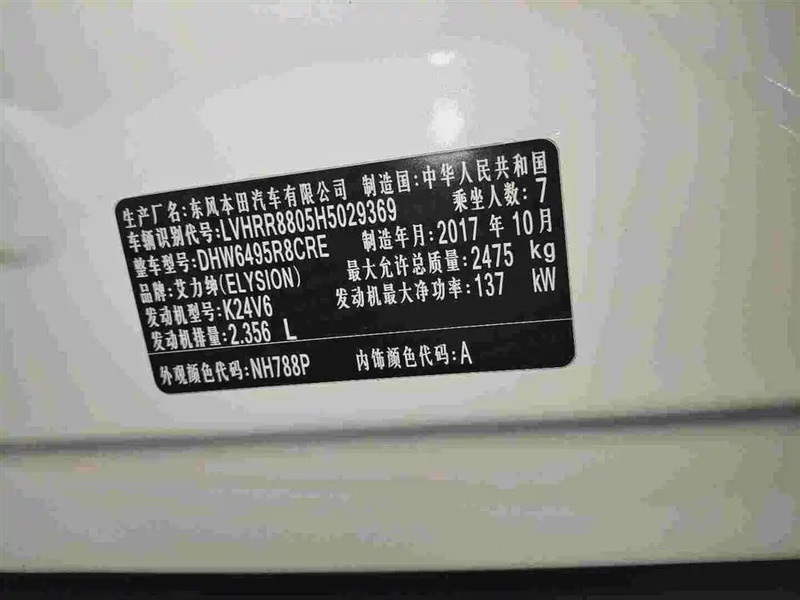 生产厂名:东风本田汽车有限公司 制造国:中华人民共和国
车辆识别代号:LVHRR8805H5029369 乘坐人数:7
整车型号:DHW6495R8CRE 制造年月:2017 年 10 月
品牌:艾力绅(ELYSION) 最大允许总质量:2475 kg
发动机型号:K24V6 发动机最大净功率:137 kW
发动机排量:2.356 L
外观颜色代码:NH788P 内饰颜色代码:A